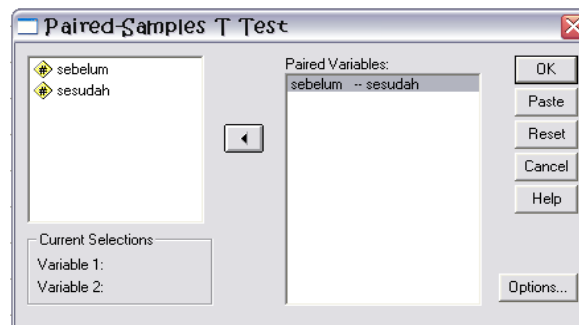 Paired-Samples T Test
sebelum
sesudah
Paired Variables:
sebelum -- sesudah
OK
Paste
Reset
Cancel
Help
Current Selections
Variable 1:
Variable 2:
Options...